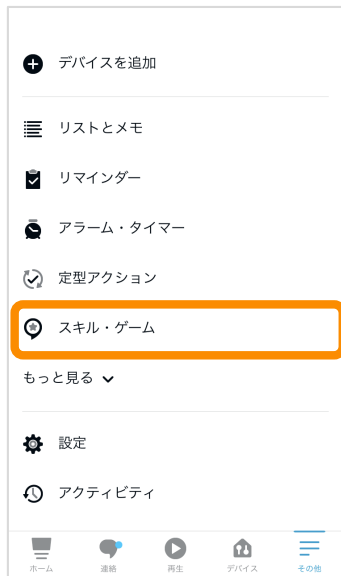 デバイスを追加
リストとメモ
リマインダー
アラーム・タイマー
定型アクション
スキル・ゲーム
もっと見る
設定
アクティビティ
ホーム
連絡
再生
デバイス
その他